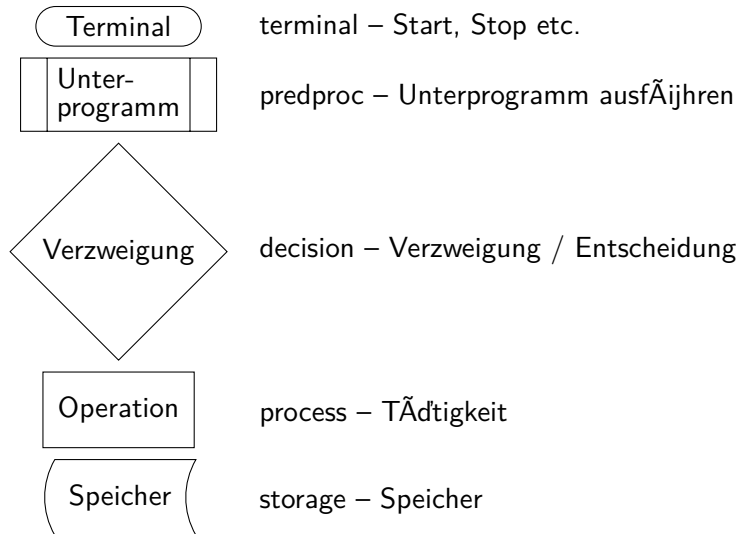 Terminal terminal – Start, Stop etc.
Unter-
programm predproc – Unterprogramm ausfÃijhren
Verzweigung decision – Verzweigung / Entscheidung
Operation process – TÃďtigkeit
Speicher storage – Speicher